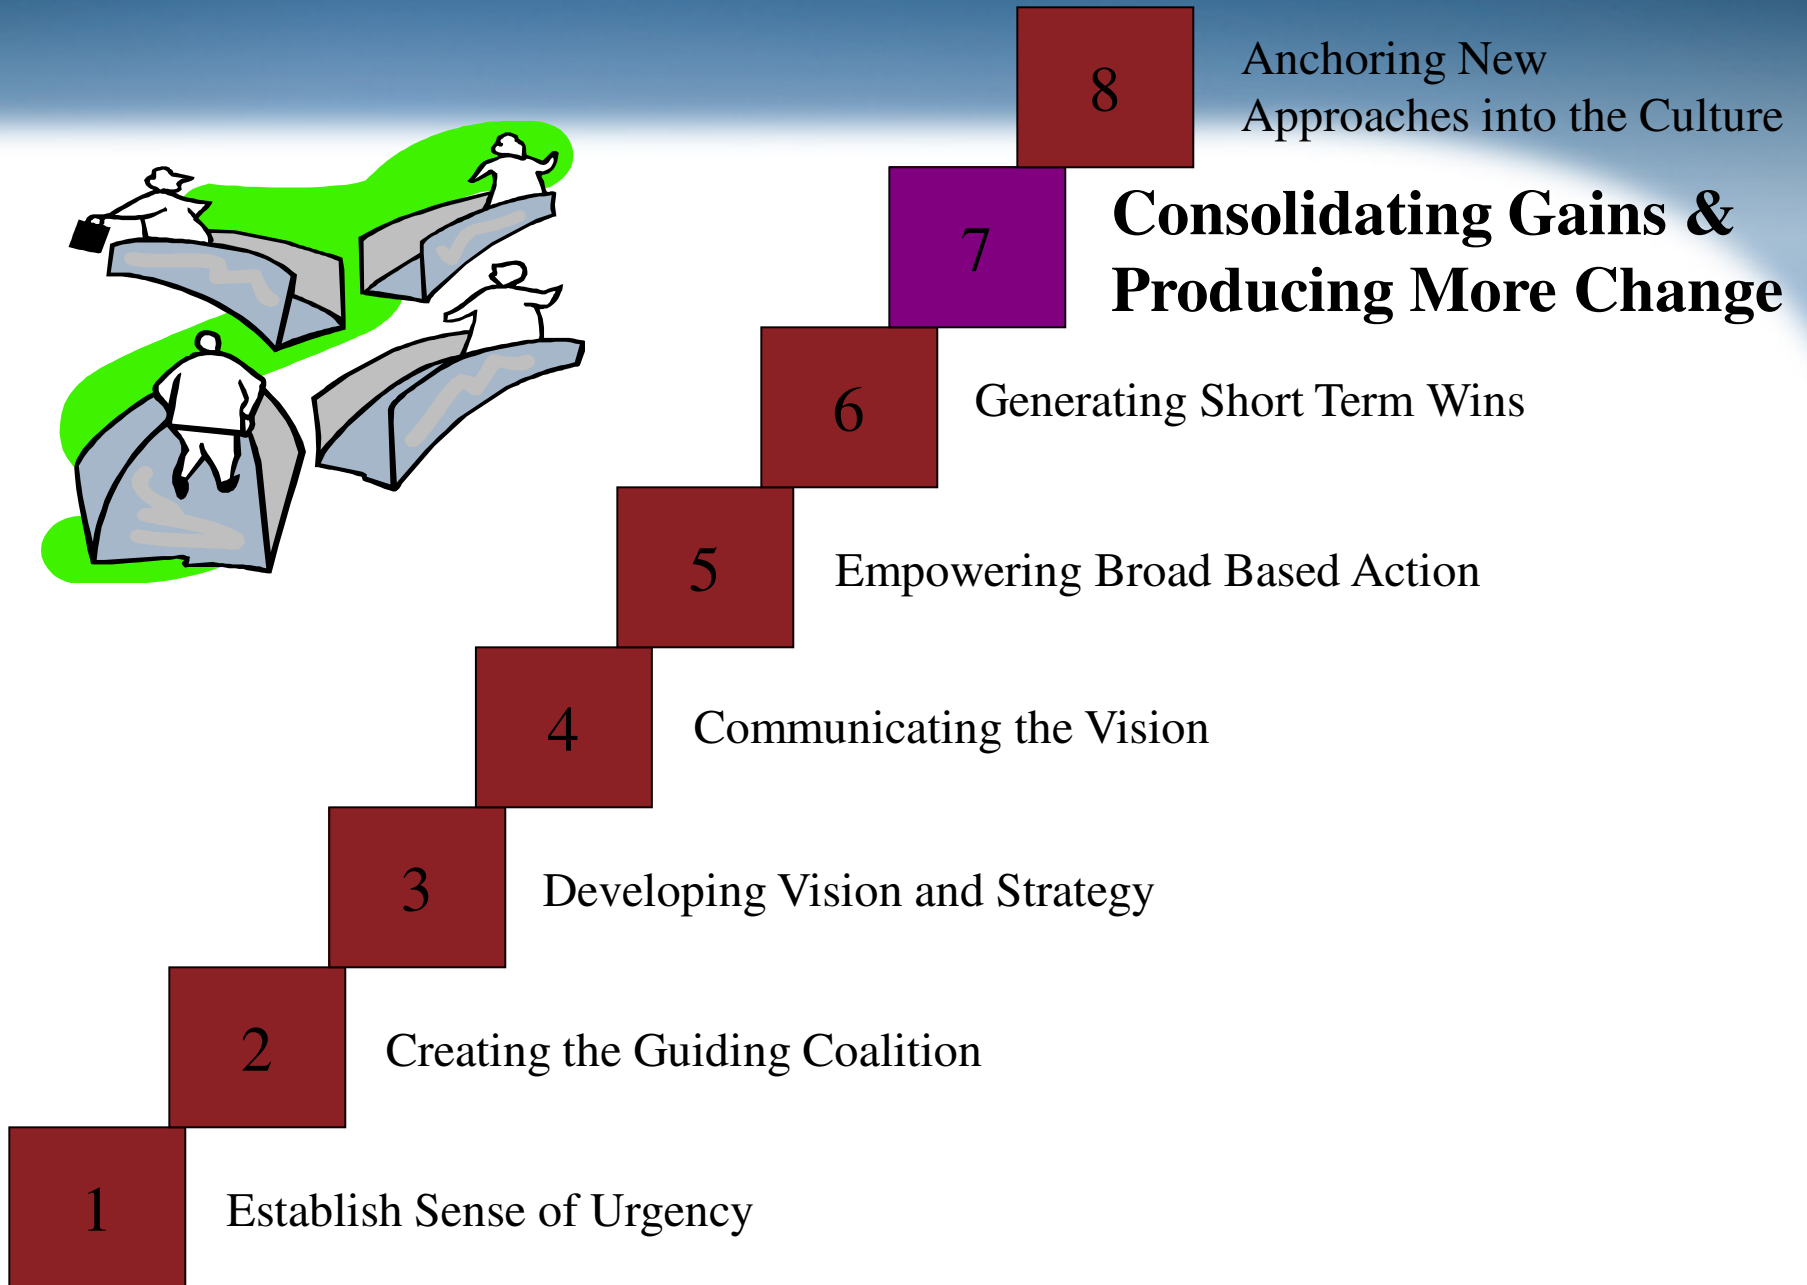 8
Anchoring New
Approaches into the Culture
7
Consolidating Gains &
Producing More Change
6
Generating Short Term Wins
5
Empowering Broad Based Action
4
Communicating the Vision
3
Developing Vision and Strategy
2
Creating the Guiding Coalition
1
Establish Sense of Urgency